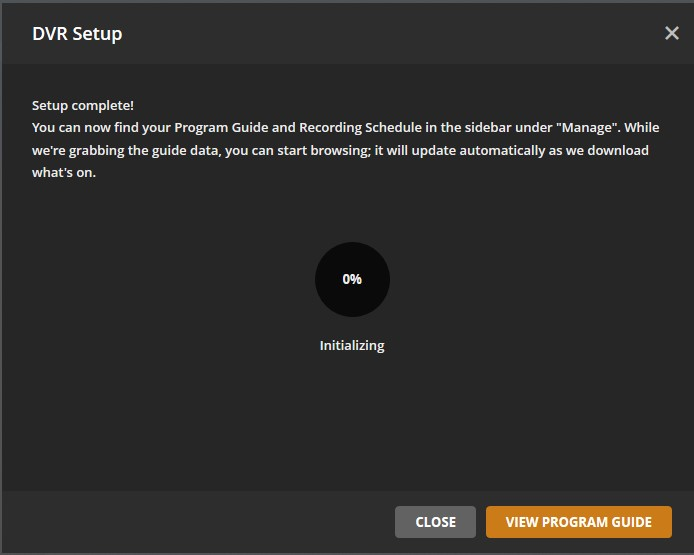 DVR Setup
Setup complete!
You can now find your Program Guide and Recording Schedule in the sidebar under "Manage". While
we're grabbing the guide data, you can start browsing; it will update automatically as we download
what's on.
0%
Initializing
CLOSE
VIEW PROGRAM GUIDE